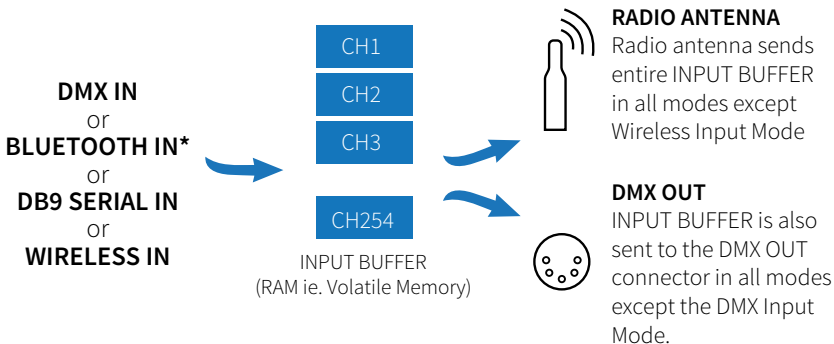 DMX IN
or
BLUETOOTH IN*
or
DB9 SERIAL IN
or
WIRELESS IN
CH1
CH2
CH3
CH254
INPUT BUFFER
(RAM ie. Volatile Memory)
RADIO ANTENNA
Radio antenna sends
entire INPUT BUFFER
in all modes except
Wireless Input Mode
DMX OUT
INPUT BUFFER is also
sent to the DMX OUT
connector in all modes
except the DMX Input
Mode.